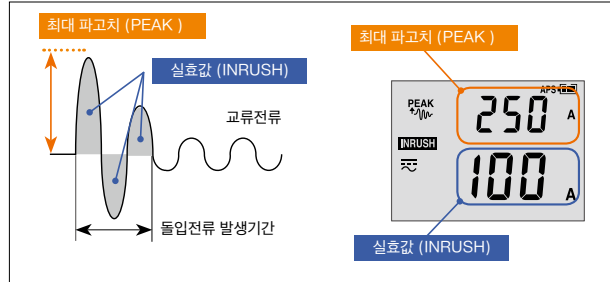 최대 파고치 (PEAK )
실효값 (INRUSH)
교류전류
돌입전류 발생기간
최대 파고치 (PEAK )
APS
PEAK
250 A
INRUSH
100 A
실효값 (INRUSH)